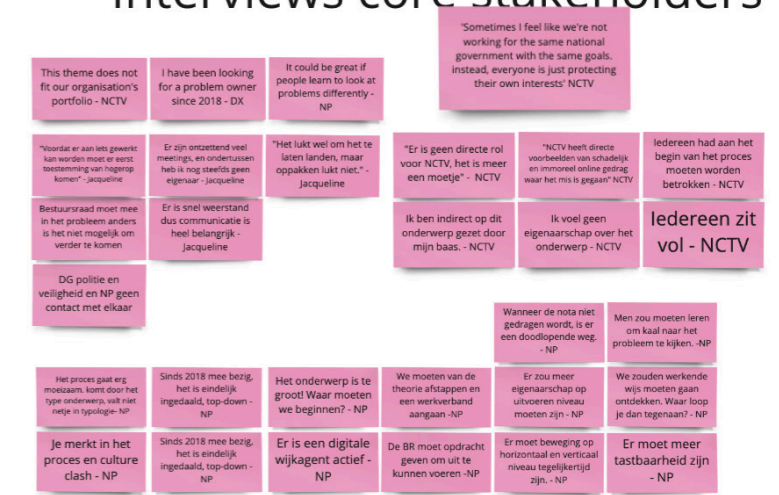 Interviews core stakeholders
'Sometimes I feel like we're not
working for the same national
government with the same goals.
instead, everyone is just protecting
their own interests' NCTV
This theme does not
fit our organisation's
portfolio - NCTV
I have been looking
for a problem owner
since 2018 - DX
It could be great if
people learn to look at
problems differently -
NP
"Voordat er aan iets gewerkt
kan worden moet er eerst
toestemming van hogerop
komen" - Jacqueline
Er zijn ontzettend veel
meetings, en ondertussen
heb ik nog steefds geen
eigenaar - Jacqueline
"Het lukt wel om het te
laten landen, maar
oppakken lukt niet." -
Jacqueline
"Er is geen directe rol
voor NCTV, het is meer
een moetje" - NCTV
"NCTV heeft directe
voorbeelden van schadelijk
en immoreel online gedrag
waar het mis is gegaan" NCTV
Iedereen had aan het
begin van het proces
moeten worden
betrokken - NCTV
Bestuursraad moet mee
in het probleem anders
is het niet mogelijk om
verder te komen
Er is snel weerstand
dus communicatie is
heel belangrijk -
Jacqueline
Ik ben indirect op dit
onderwerp gezet door
mijn baas. - NCTV
Ik voel geen
eigenaarschap over het
onderwerp - NCTV
Iedereen zit
vol - NCTV
DG politie en
veiligheid en NP geen
contact met elkaar
Wanneer de nota niet
gedragen wordt, is er
een doodlopende weg.
- NP
Men zou moeten leren
om kaal naar het
probleem te kijken. -NP
Het proces gaat erg
moeizaam, komt door het
type onderwerp, valt niet
netje in typologie- NP
Sinds 2018 mee bezig,
het is eindelijk
ingedaald, top-down -
NP
Het onderwerp is te
groot! Waar moeten
we beginnen? - NP
We moeten van de
theorie afstappen en
een werkverband
aangaan -NP
Er zou meer
eigenaarschap op
uitvoeren niveau
moeten zijn - NP
We zouden werkende
wijs moeten gaan
ontdekken. Waar loop
je dan tegenaan? - NP
Je merkt in het
proces en culture
clash - NP
Sinds 2018 mee bezig,
het is eindelijk
ingedaald, top-down -
NP
Er is een digitale
wijkagent actief -
NP
De BR moet opdracht
geven om uit te
kunnen voeren -NP
Er moet beweging op
horizontaal en verticaal
niveau tegelijkertijd
zijn. - NP
Er moet meer
tastbaarheid zijn
- NP